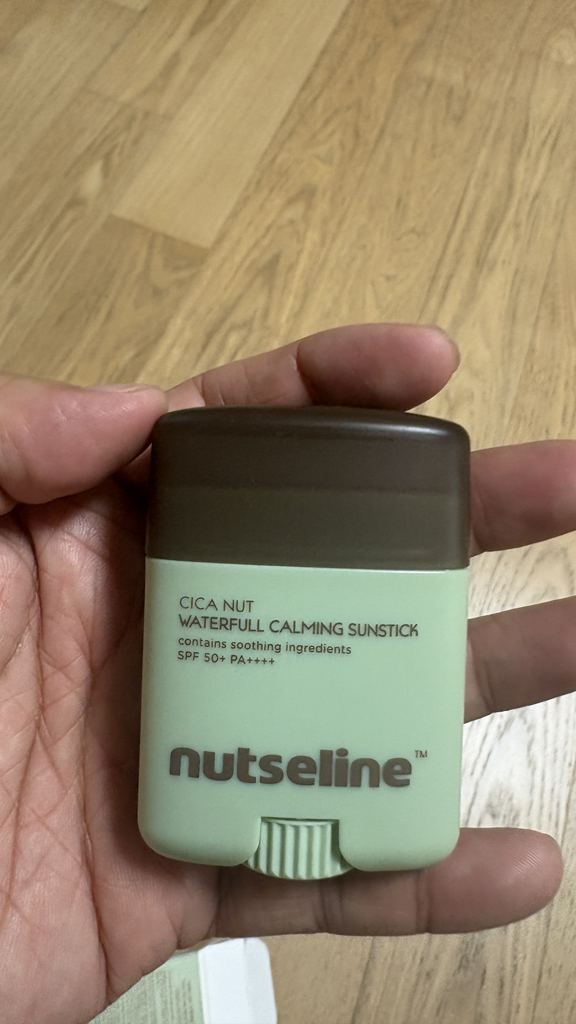 CICA NUT
WATERFULL CALMING SUNSTICK
contains soothing ingredients
SPF 50+ PA++++
nutseline™